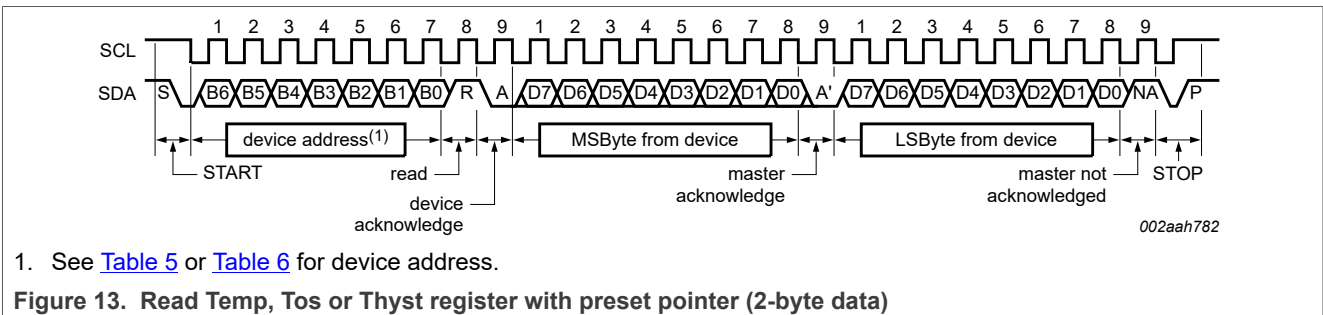 1 2 3 4 5 6 7 8 9 1 2 3 4 5 6 7 8 9 1 2 3 4 5 6 7 8 9
SCL
SDA S B6 B5 B4 B3 B2 B1 B0 R A D7 D6 D5 D4 D3 D2 D1 D0 A' D7 D6 D5 D4 D3 D2 D1 D0 NA P
device address(1) MSByte from device LSByte from device
START read master master not STOP
device acknowledge acknowledged
acknowledge
002aah782
1. See Table 5 or Table 6 for device address.
Figure 13. Read Temp, Tos or Thyst register with preset pointer (2-byte data)